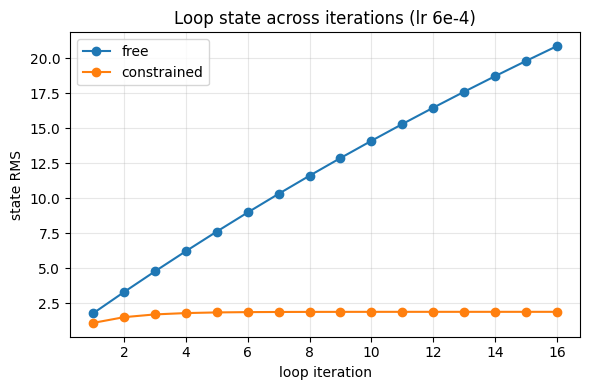 Loop state across iterations (lr 6e-4)
free
constrained
state RMS
20.0
17.5
15.0
12.5
10.0
7.5
5.0
2.5
2 4 6 8 10 12 14 16
loop iteration